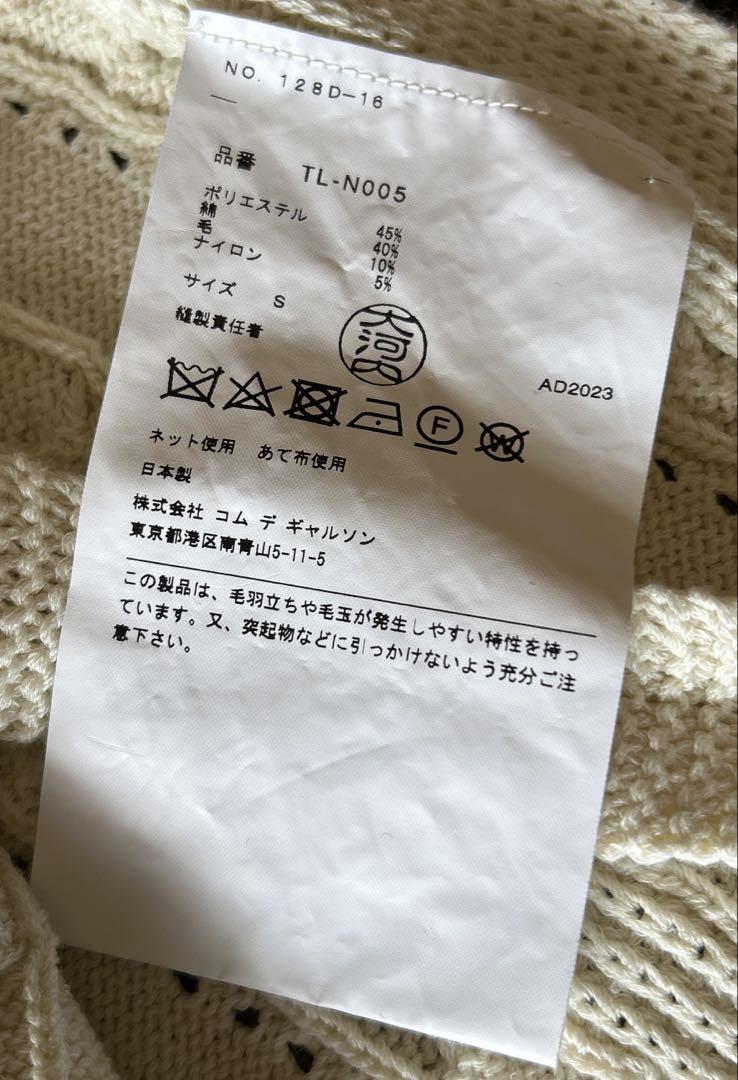 NO. 128D-16
品番 TL-N005
ポリエステル 45%
綿 40%
毛 10%
ナイロン 5%
サイズ S
縫製責任者 大河内
AD2023
F
W
ネット使用 あて布使用
日本製
株式会社 コム デ ギャルソン
東京都港区南青山5-11-5
この製品は、毛羽立ちや毛玉が発生しやすい特性を持っ
ています。又、突起物などに引っかけないよう充分ご注
意下さい。